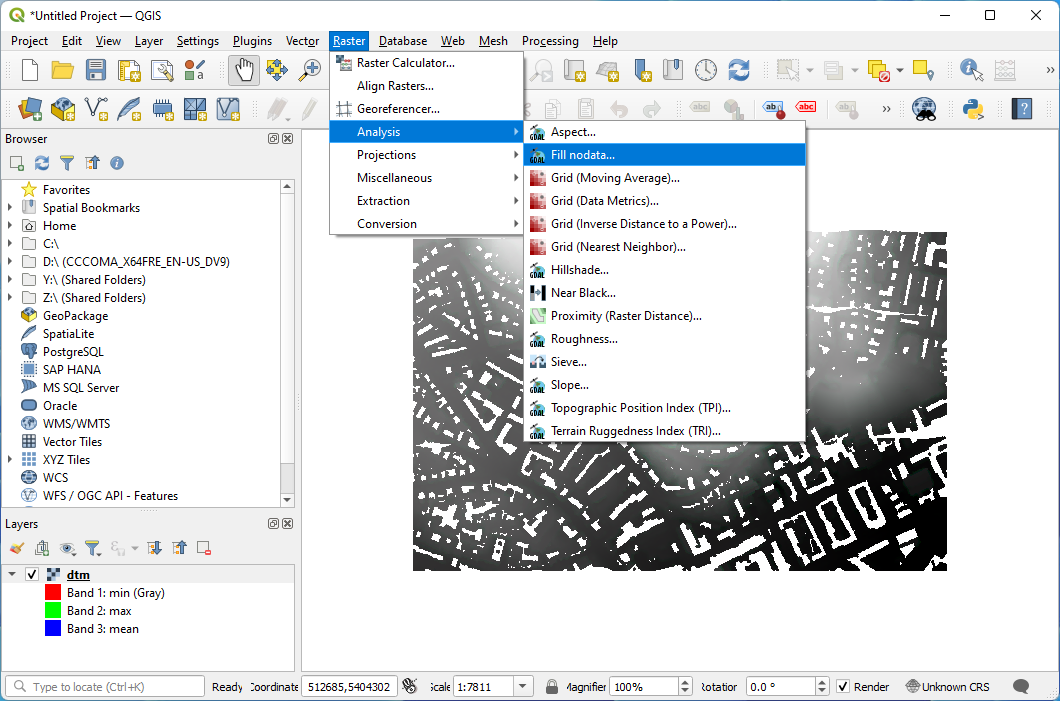 *Untitled Project — QGIS
Project Edit View Layer Settings Plugins Vector Raster Database Web Mesh Processing Help
Raster Calculator...
Align Rasters...
Georeferencer...
Analysis
Projections
Miscellaneous
Extraction
Conversion
Aspect...
Fill nodata...
Grid (Moving Average)...
Grid (Data Metrics)...
Grid (Inverse Distance to a Power)...
Grid (Nearest Neighbor)...
Hillshade...
Near Black...
Proximity (Raster Distance)...
Roughness...
Sieve...
Slope...
Topographic Position Index (TPI)...
Terrain Ruggedness Index (TRI)...
abc
ab
abc
ab
Browser
Favorites
Spatial Bookmarks
Home
C:\
D:\ (CCCOMA_X64FRE_EN-US_DV9)
Y:\ (Shared Folders)
Z:\ (Shared Folders)
GeoPackage
SpatiaLite
PostgreSQL
SAP HANA
MS SQL Server
Oracle
WMS/WMTS
Vector Tiles
XYZ Tiles
WCS
WFS / OGC API - Features
Layers
dtm
Band 1: min (Gray)
Band 2: max
Band 3: mean
Type to locate (Ctrl+K) Ready Coordinate 512685,5404302 Scale 1:7811 Magnifier 100% Rotation 0.0 ° Render Unknown CRS